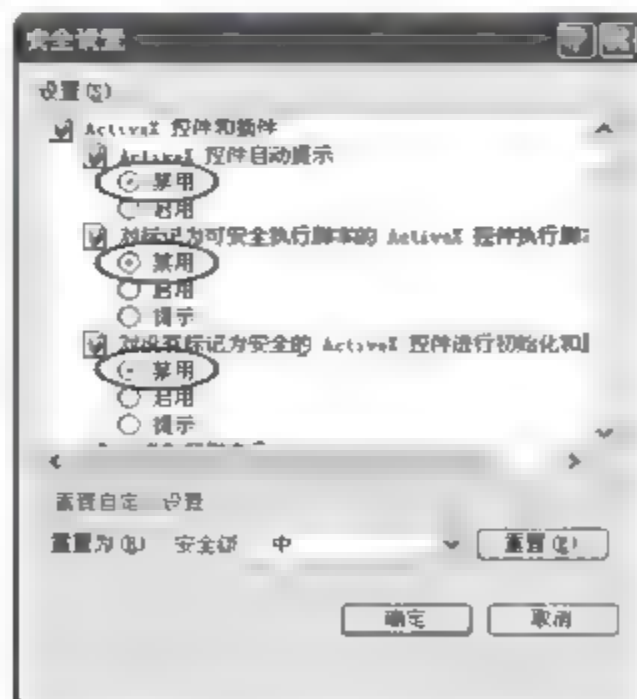 安全设置
设置(S)
ActiveX 控件和插件
ActiveX 控件自动提示
禁用
启用
对标记为可安全执行脚本的 ActiveX 控件执行脚本
禁用
启用
提示
对没有标记为安全的 ActiveX 控件进行初始化和
禁用
启用
提示
重置自定 设置
重置为(R) 安全级 中 重置(E)
确定 取消